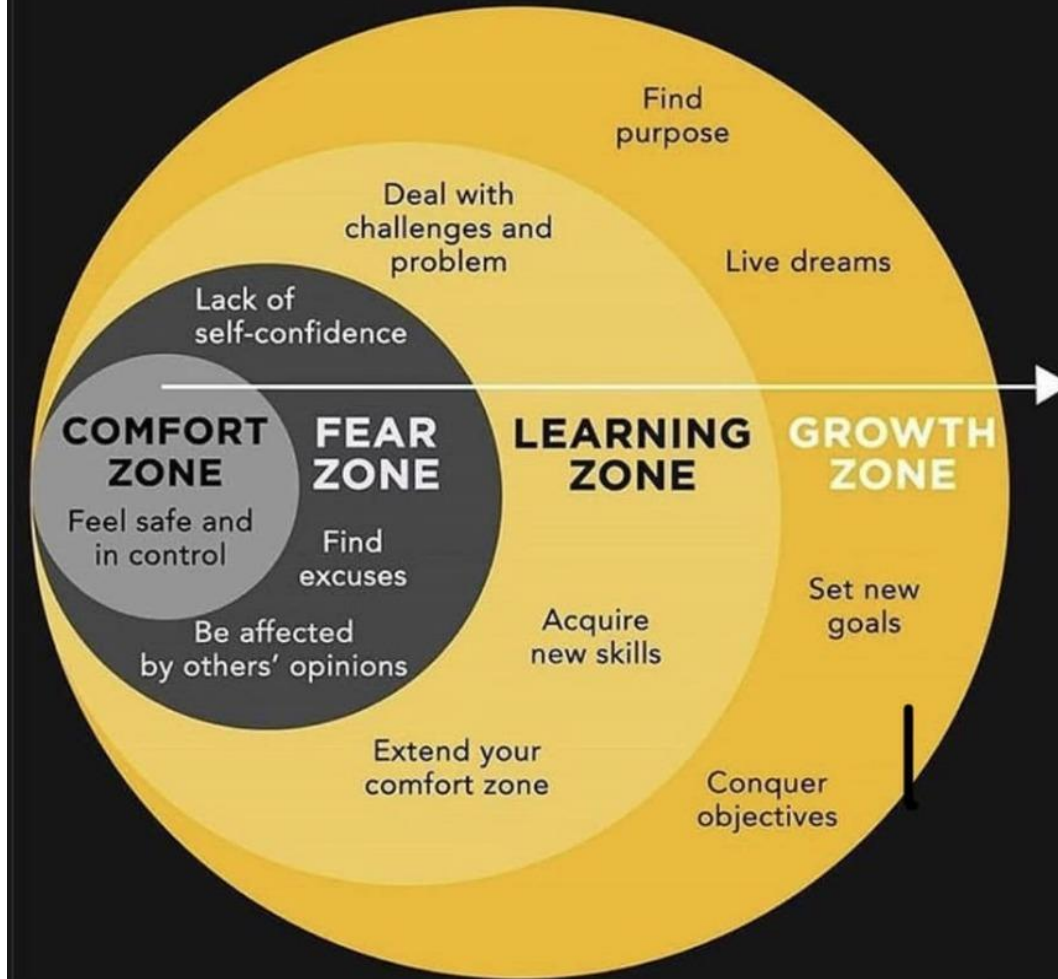 Find
purpose
Deal with
challenges and
problem
Live dreams
Lack of
self-confidence
COMFORT
ZONE
Feel safe and
in control
FEAR
ZONE
Find
excuses
Be affected
by others' opinions
LEARNING
ZONE
Acquire
new skills
Extend your
comfort zone
GROWTH
ZONE
Set new
goals
Conquer
objectives